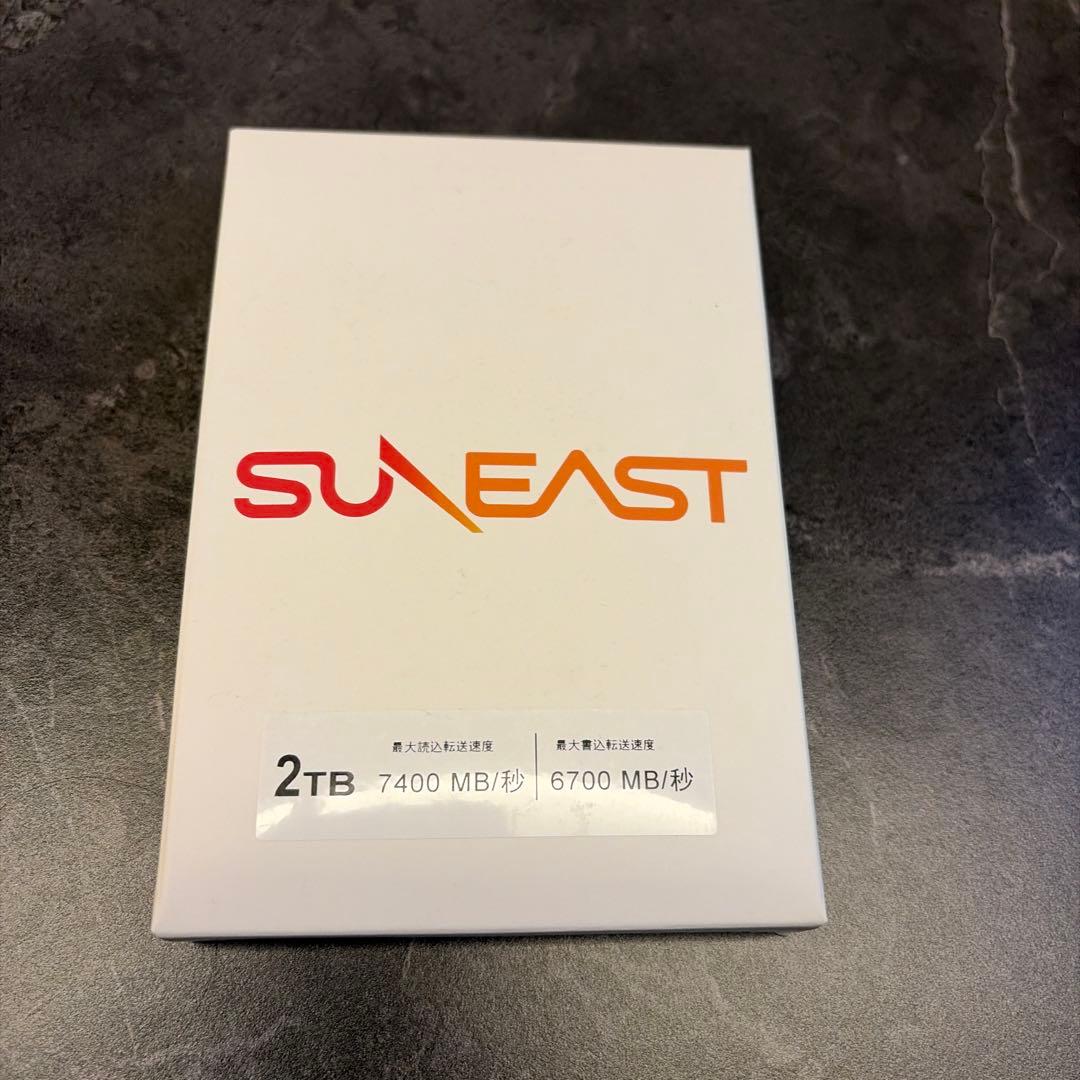 SUNEAST
2TB
最大読込転送速度
7400 MB/秒
最大書込転送速度
6700 MB/秒